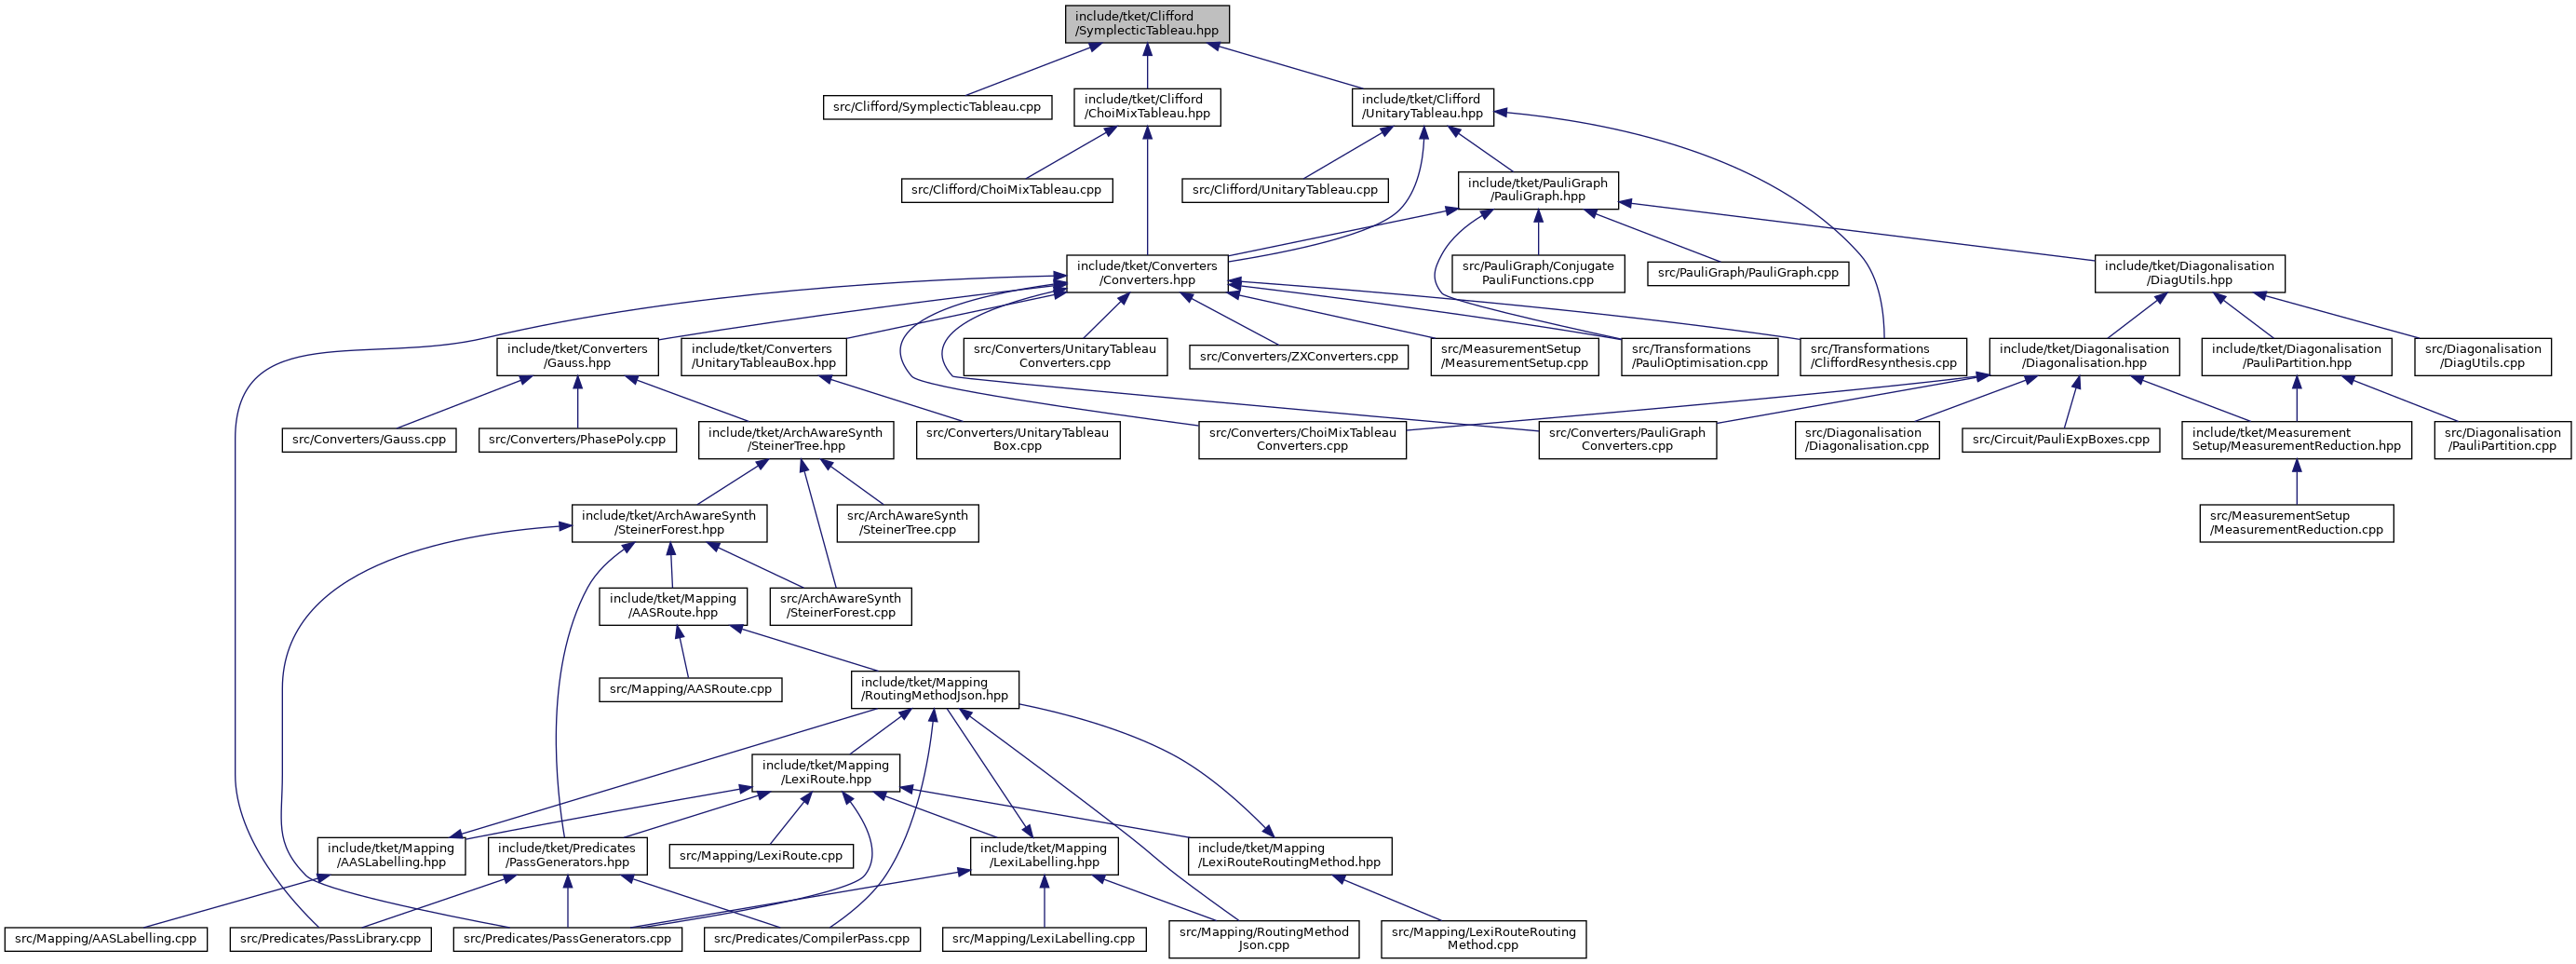 include/tket/Clifford
/SymplecticTableau.hpp
src/Clifford/SymplecticTableau.cpp
include/tket/Clifford
/ChoiMixTableau.hpp
include/tket/Clifford
/UnitaryTableau.hpp
src/Clifford/ChoiMixTableau.cpp
src/Clifford/UnitaryTableau.cpp
include/tket/PauliGraph
/PauliGraph.hpp
include/tket/Converters
/Converters.hpp
src/PauliGraph/Conjugate
PauliFunctions.cpp
src/PauliGraph/PauliGraph.cpp
include/tket/Diagonalisation
/DiagUtils.hpp
include/tket/Converters
/Gauss.hpp
include/tket/Converters
/UnitaryTableauBox.hpp
src/Converters/UnitaryTableau
Converters.cpp
src/Converters/ZXConverters.cpp
src/MeasurementSetup
/MeasurementSetup.cpp
src/Transformations
/PauliOptimisation.cpp
src/Transformations
/CliffordResynthesis.cpp
include/tket/Diagonalisation
/Diagonalisation.hpp
include/tket/Diagonalisation
/PauliPartition.hpp
src/Diagonalisation
/DiagUtils.cpp
src/Converters/Gauss.cpp
src/Converters/PhasePoly.cpp
include/tket/ArchAwareSynth
/SteinerTree.hpp
src/Converters/UnitaryTableau
Box.cpp
src/Converters/ChoiMixTableau
Converters.cpp
src/Converters/PauliGraph
Converters.cpp
src/Diagonalisation
/Diagonalisation.cpp
src/Circuit/PauliExpBoxes.cpp
include/tket/Measurement
Setup/MeasurementReduction.hpp
src/Diagonalisation
/PauliPartition.cpp
include/tket/ArchAwareSynth
/SteinerForest.hpp
src/ArchAwareSynth
/SteinerTree.cpp
src/MeasurementSetup
/MeasurementReduction.cpp
include/tket/Mapping
/AASRoute.hpp
src/ArchAwareSynth
/SteinerForest.cpp
src/Mapping/AASRoute.cpp
include/tket/Mapping
/RoutingMethodJson.hpp
include/tket/Mapping
/LexiRoute.hpp
include/tket/Mapping
/AASLabelling.hpp
include/tket/Predicates
/PassGenerators.hpp
src/Mapping/LexiRoute.cpp
include/tket/Mapping
/LexiLabelling.hpp
include/tket/Mapping
/LexiRouteRoutingMethod.hpp
src/Mapping/AASLabelling.cpp
src/Predicates/PassLibrary.cpp
src/Predicates/PassGenerators.cpp
src/Predicates/CompilerPass.cpp
src/Mapping/LexiLabelling.cpp
src/Mapping/RoutingMethod
Json.cpp
src/Mapping/LexiRouteRouting
Method.cpp